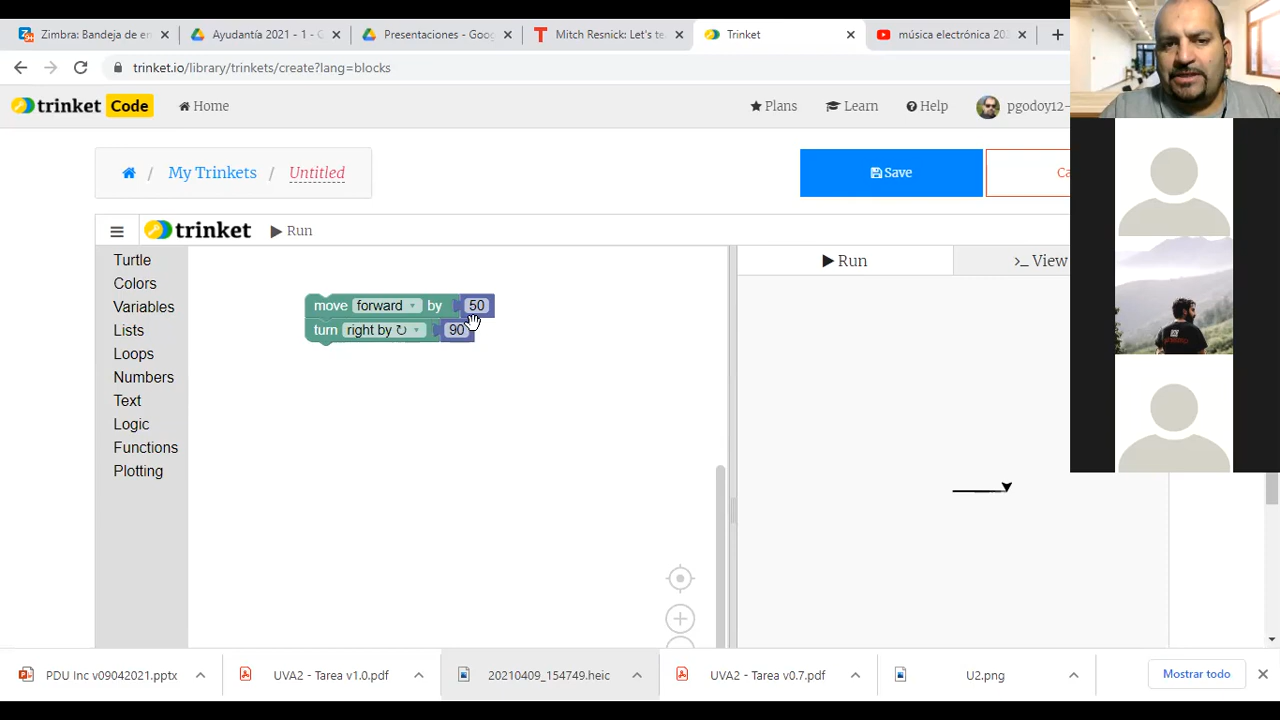 Zimbra: Bandeja de en
Ayudantía 2021 - 1 - G
Presentaciones - Goog
Mitch Resnick: Let's te
Trinket
música electrónica 202
trinket.io/library/trinkets/create?lang=blocks
trinket Code
Home
Plans
Learn
Help
pgodoy12-
/ My Trinkets / Untitled
Save
Ca
trinket
Run
Turtle
Colors
Variables
Lists
Loops
Numbers
Text
Logic
Functions
Plotting
move forward by 50
turn right by ↻ 90
Run
>_ View
PDU Inc v09042021.pptx
UVA2 - Tarea v1.0.pdf
20210409_154749.heic
UVA2 - Tarea v0.7.pdf
U2.png
Mostrar todo